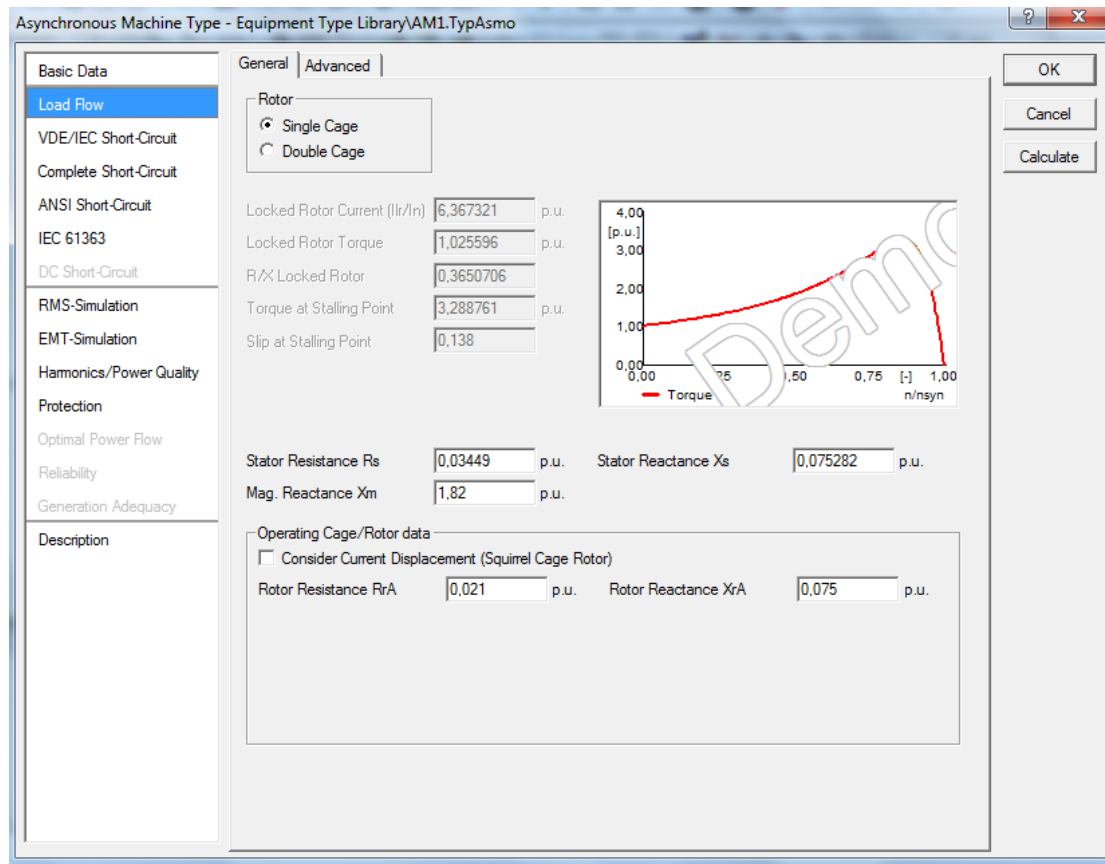 Asynchronous Machine Type - Equipment Type Library\AM1.TypAsmo
Basic Data
Load Flow
VDE/IEC Short-Circuit
Complete Short-Circuit
ANSI Short-Circuit
IEC 61363
DC Short-Circuit
RMS-Simulation
EMT-Simulation
Harmonics/Power Quality
Protection
Optimal Power Flow
Reliability
Generation Adequacy
Description
General Advanced
Rotor
Single Cage
Double Cage
Locked Rotor Current (Ilr/In) 6,367321 p.u.
Locked Rotor Torque 1,025596 p.u.
R/X Locked Rotor 0,3650706
Torque at Stalling Point 3,288761 p.u.
Slip at Stalling Point 0,138
4,00
[p.u.]
3,00
2,00
1,00
0,00
0,00 25 ,50 0,75 [-] 1,00
Torque n/nsyn
Demo
Stator Resistance Rs 0,03449 p.u. Stator Reactance Xs 0,075282 p.u.
Mag. Reactance Xm 1,82 p.u.
Operating Cage/Rotor data
Consider Current Displacement (Squirrel Cage Rotor)
Rotor Resistance RrA 0,021 p.u. Rotor Reactance XrA 0,075 p.u.
? X
OK
Cancel
Calculate